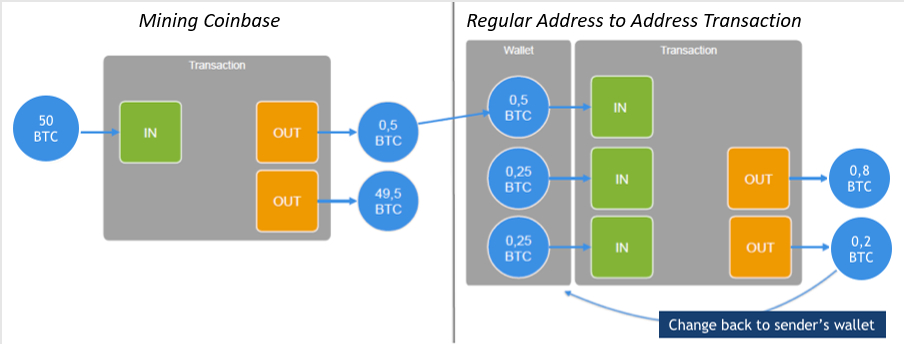 Mining Coinbase
Transaction
50
BTC
IN
OUT
0,5
BTC
OUT
49,5
BTC
Regular Address to Address Transaction
Wallet
Transaction
0,5
BTC
IN
0,25
BTC
IN
OUT
0,8
BTC
0,25
BTC
IN
OUT
0,2
BTC
Change back to sender's wallet